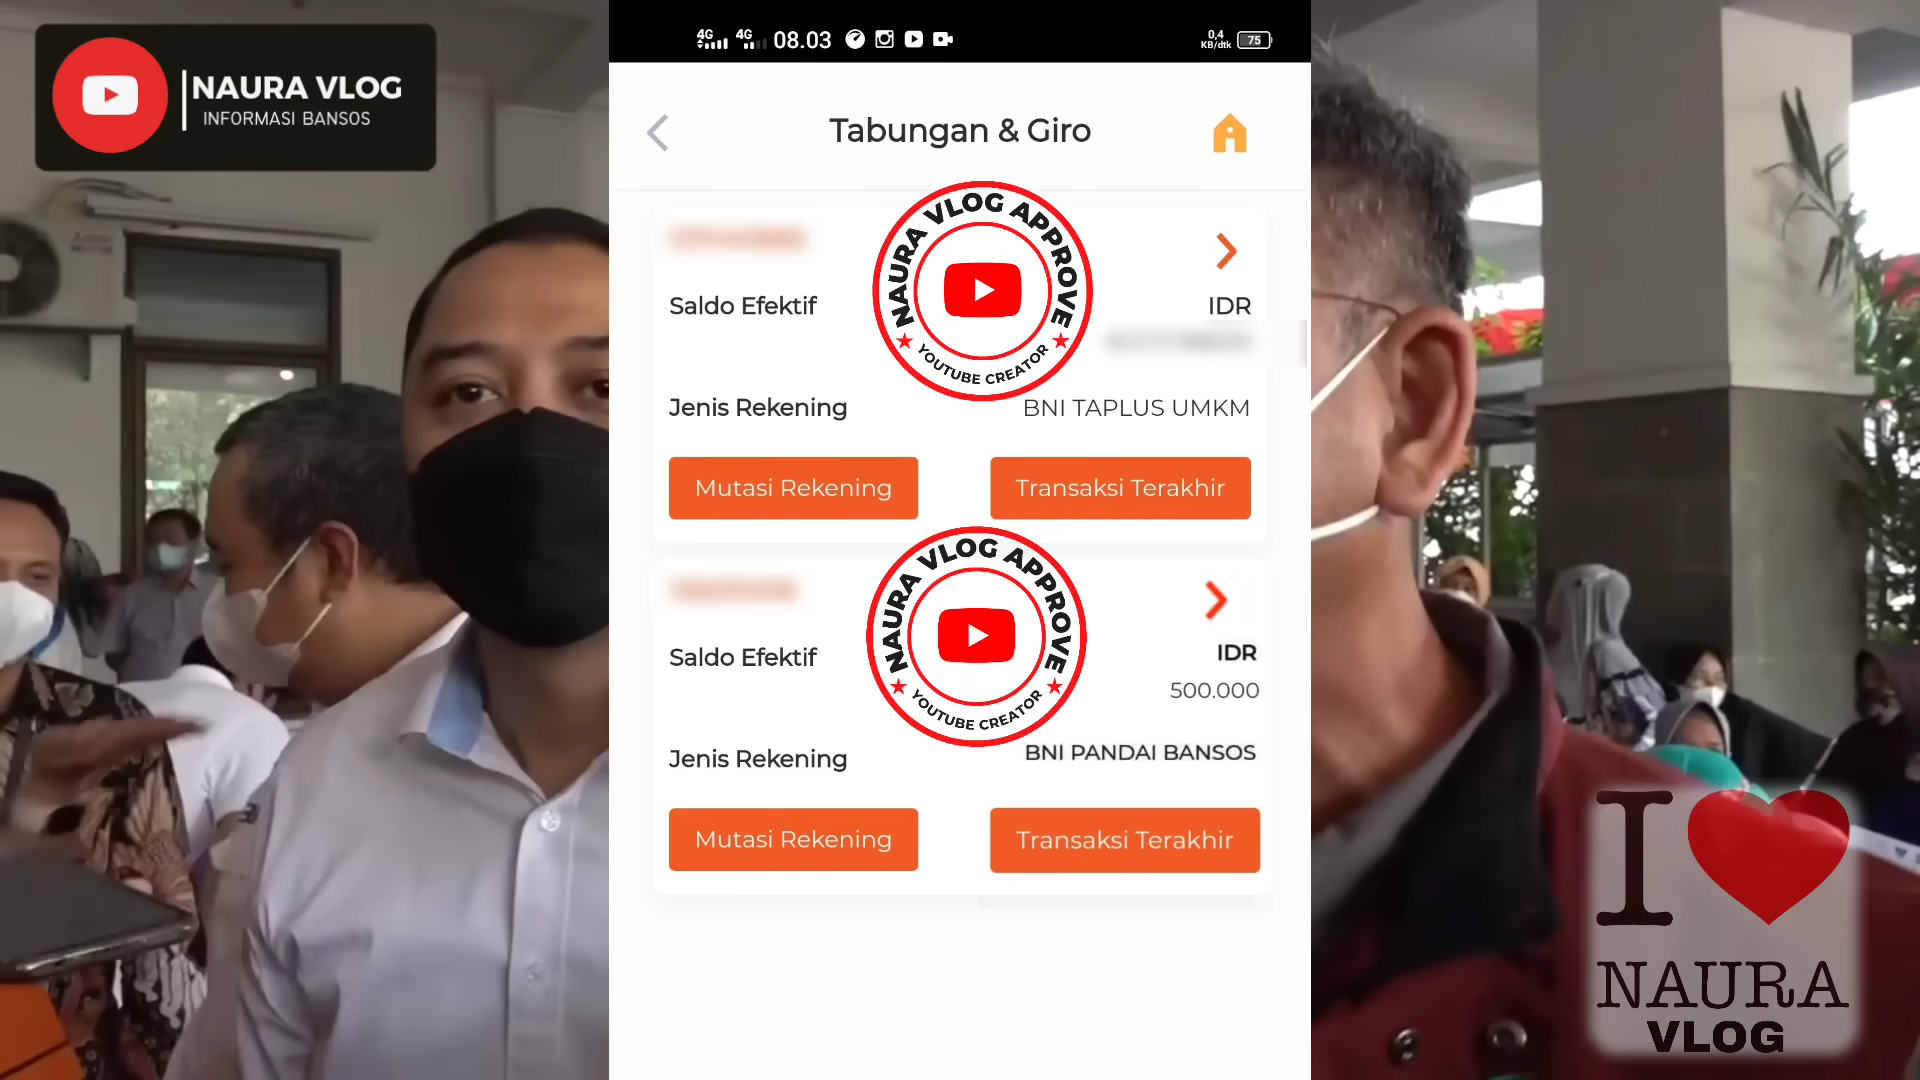 NAURA VLOG
INFORMASI BANSOS
4G 4G 08.03
0,4
KB/dtk
75
Tabungan & Giro
NAURA VLOG APPROVE
YOUTUBE CREATOR
Saldo Efektif
IDR
Jenis Rekening
BNI TAPLUS UMKM
Mutasi Rekening
Transaksi Terakhir
NAURA VLOG APPROVE
YOUTUBE CREATOR
Saldo Efektif
IDR
500.000
Jenis Rekening
BNI PANDAI BANSOS
Mutasi Rekening
Transaksi Terakhir
I
NAURA
VLOG